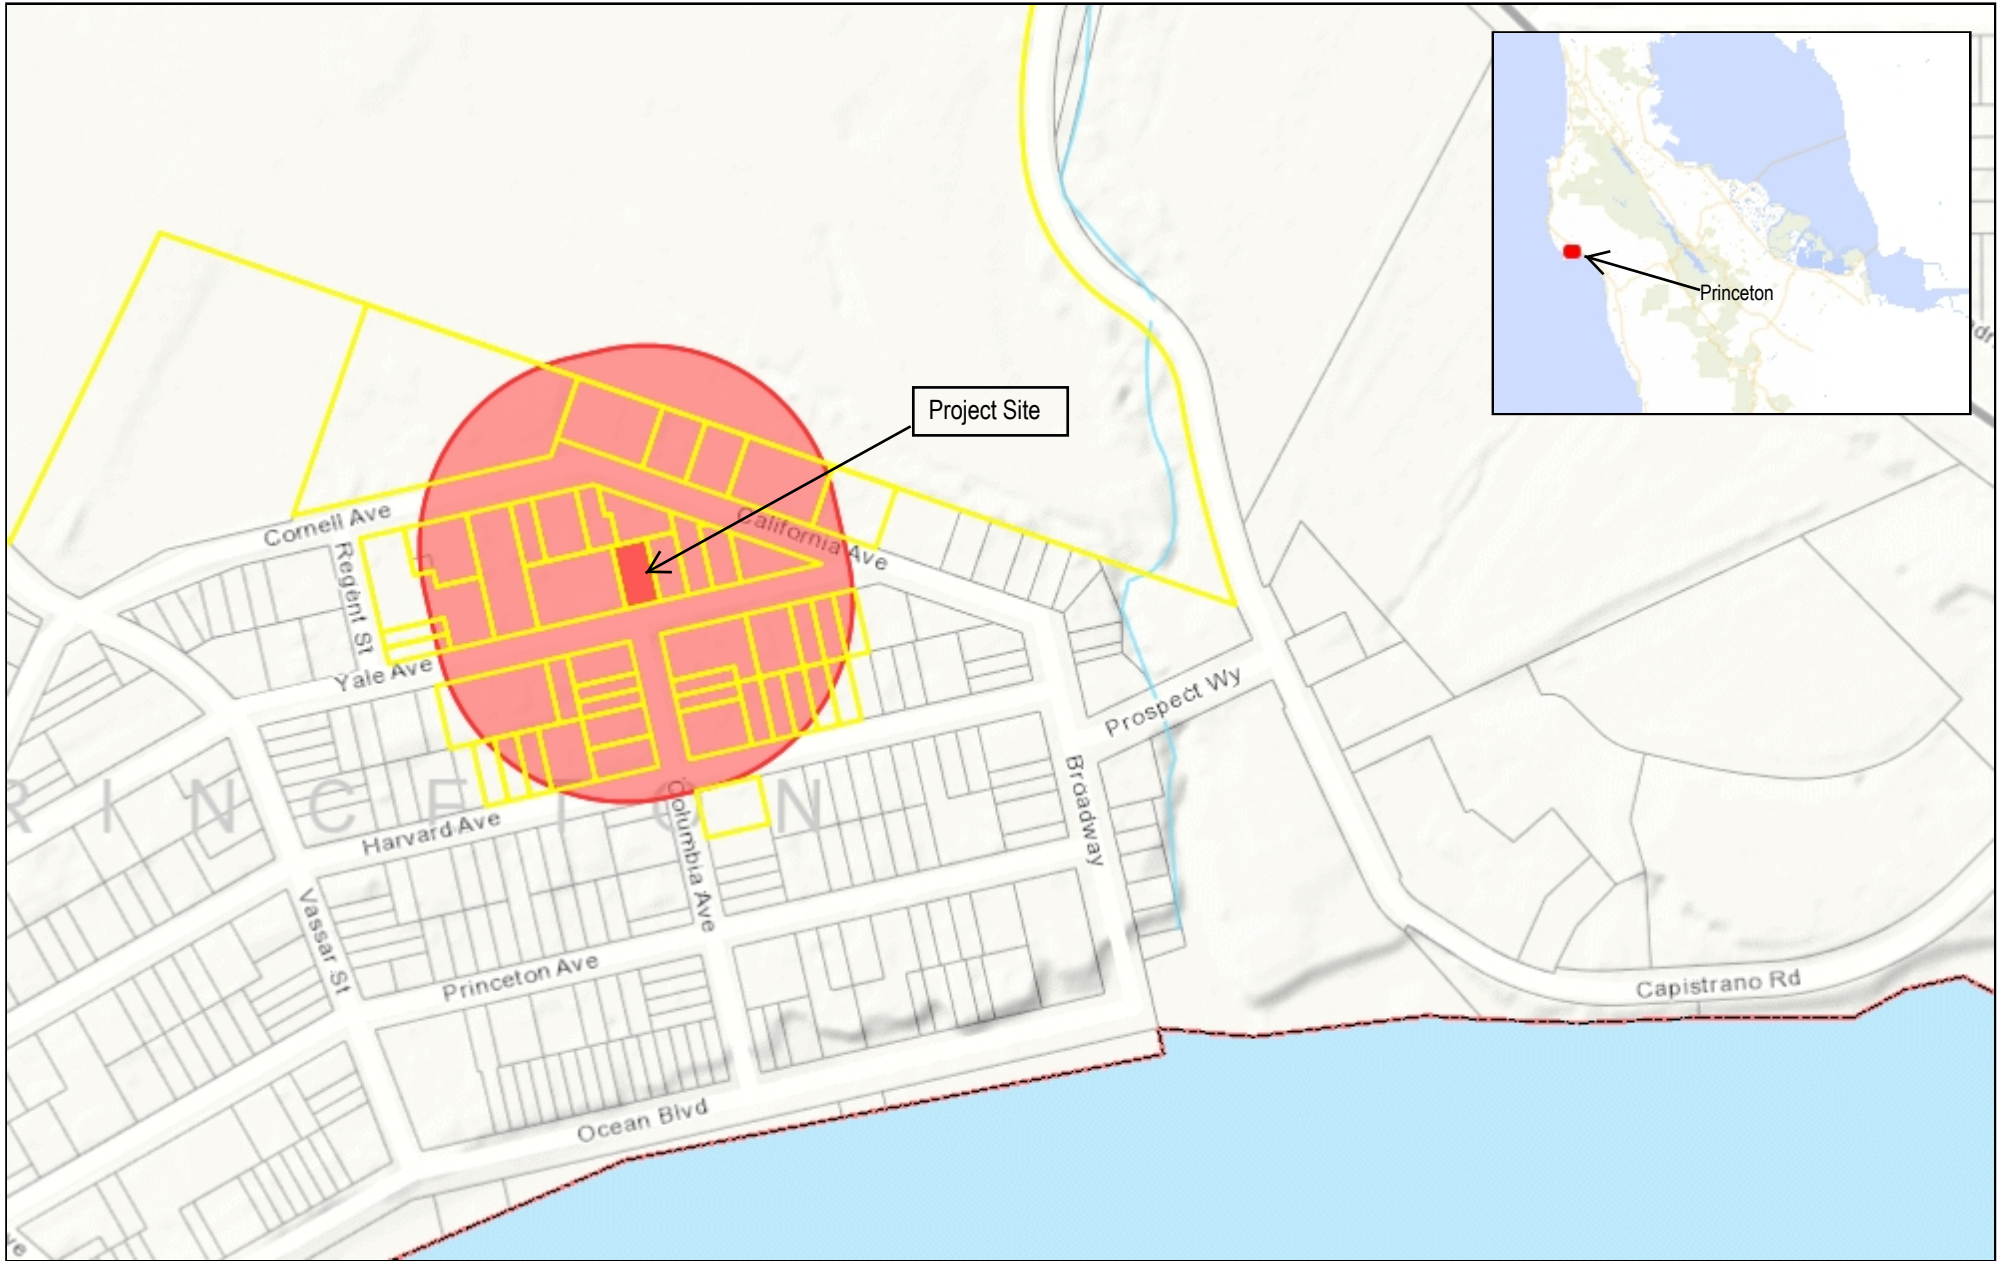 Princeton
Project Site
California Ave
Cornell Ave
Regent St
Yale Ave
Prospect Wy
Broadway
RINCETON
Harvard Ave
Columbia Ave
Vassar St
Princeton Ave
Capistrano Rd
Ocean Blvd